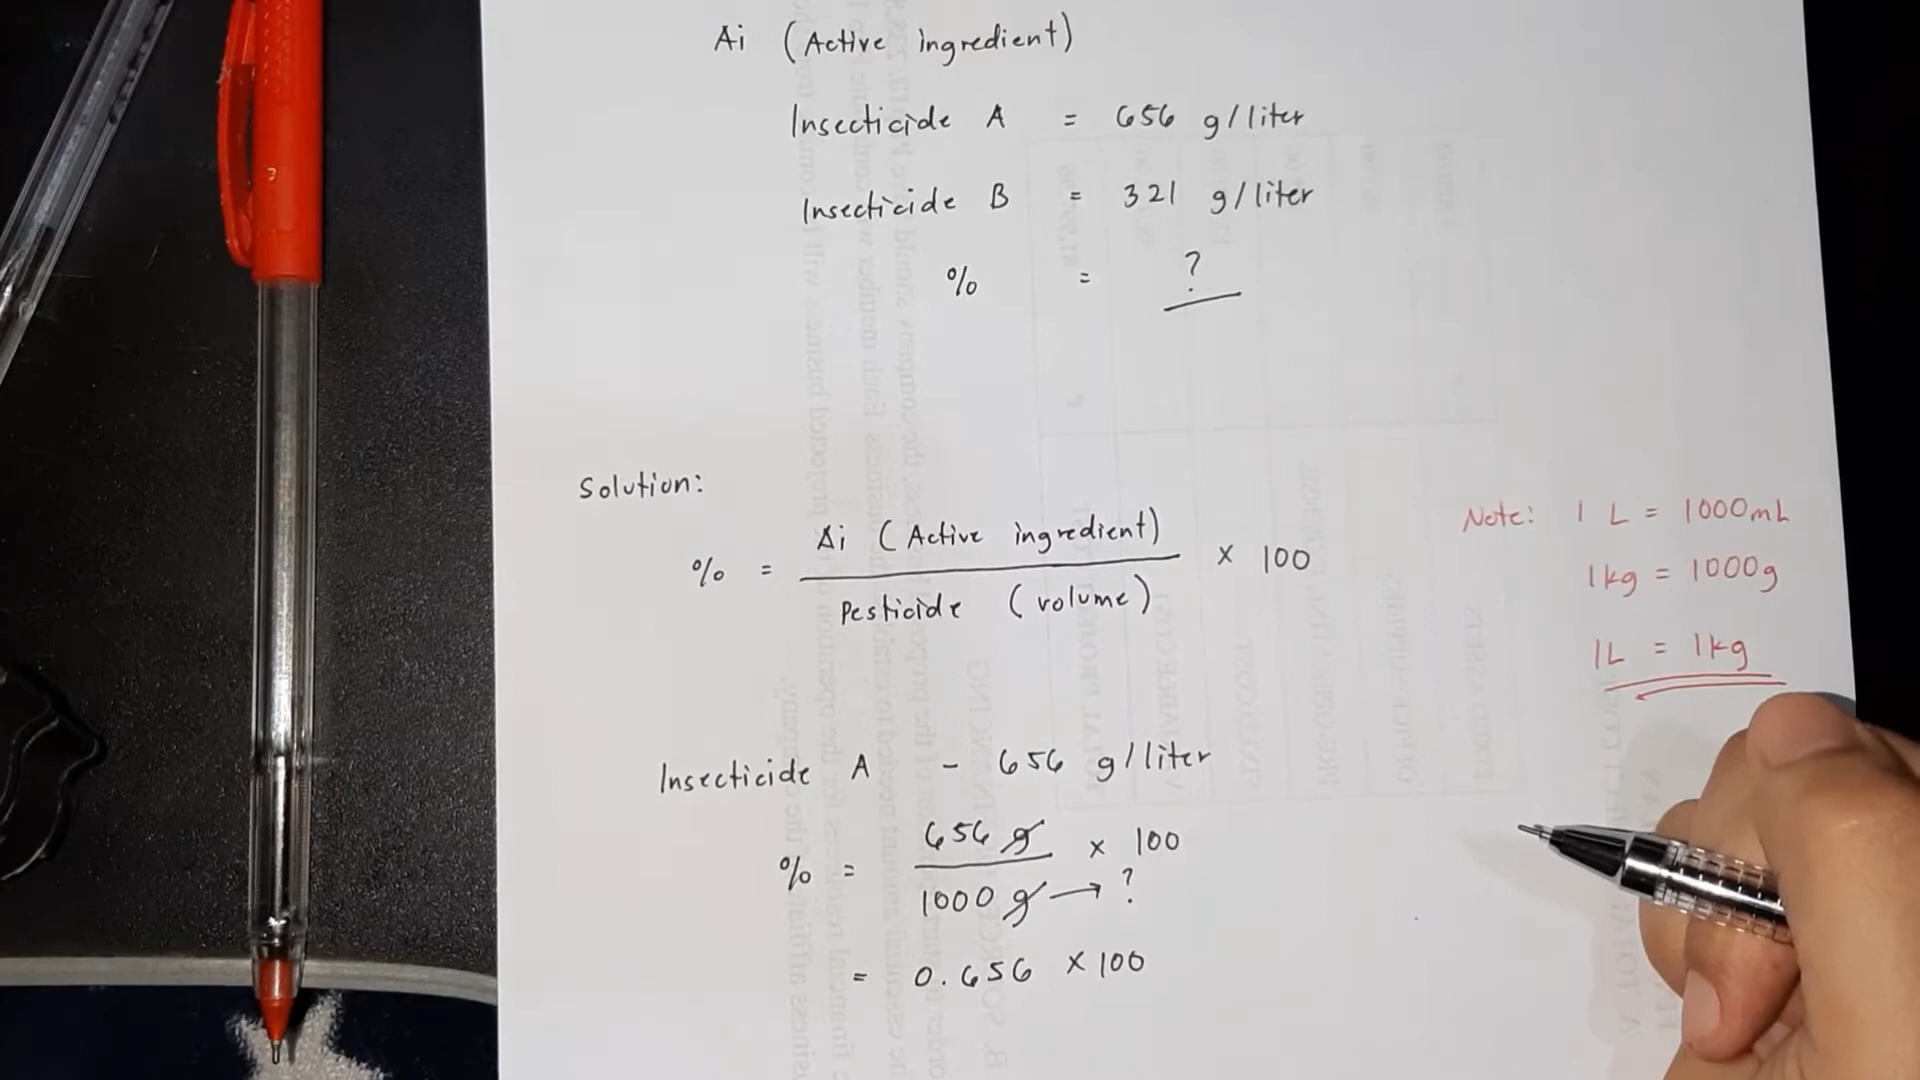 Ai (Active ingredient)
Insecticide A = 656 g/liter
Insecticide B = 321 g/liter
% = ?
Solution:
% = Ai (Active ingredient) / Pesticide (volume) x 100
Note: 1 L = 1000mL
1kg = 1000g
1L = 1kg
Insecticide A - 656 g/liter
% = 656 g / 1000 g → ? x 100
= 0.656 x 100